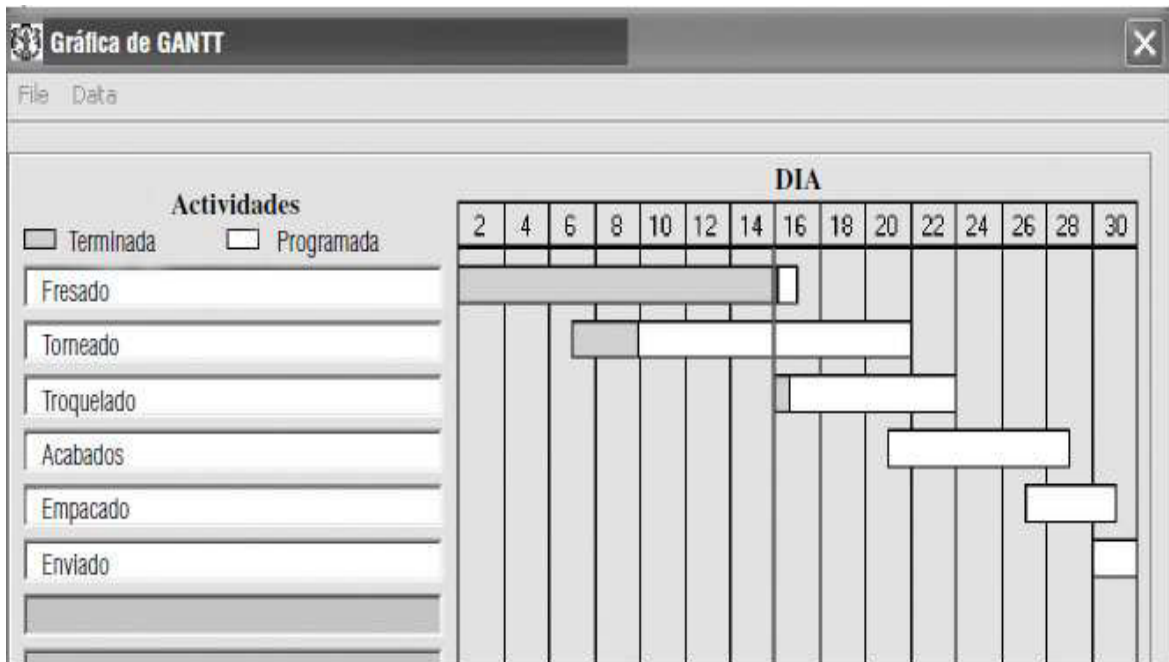 Gráfica de GANTT
File Data
DIA
Actividades
Terminada Programada
2 4 6 8 10 12 14 16 18 20 22 24 26 28 30
Fresado
Torneado
Troquelado
Acabados
Empacado
Enviado